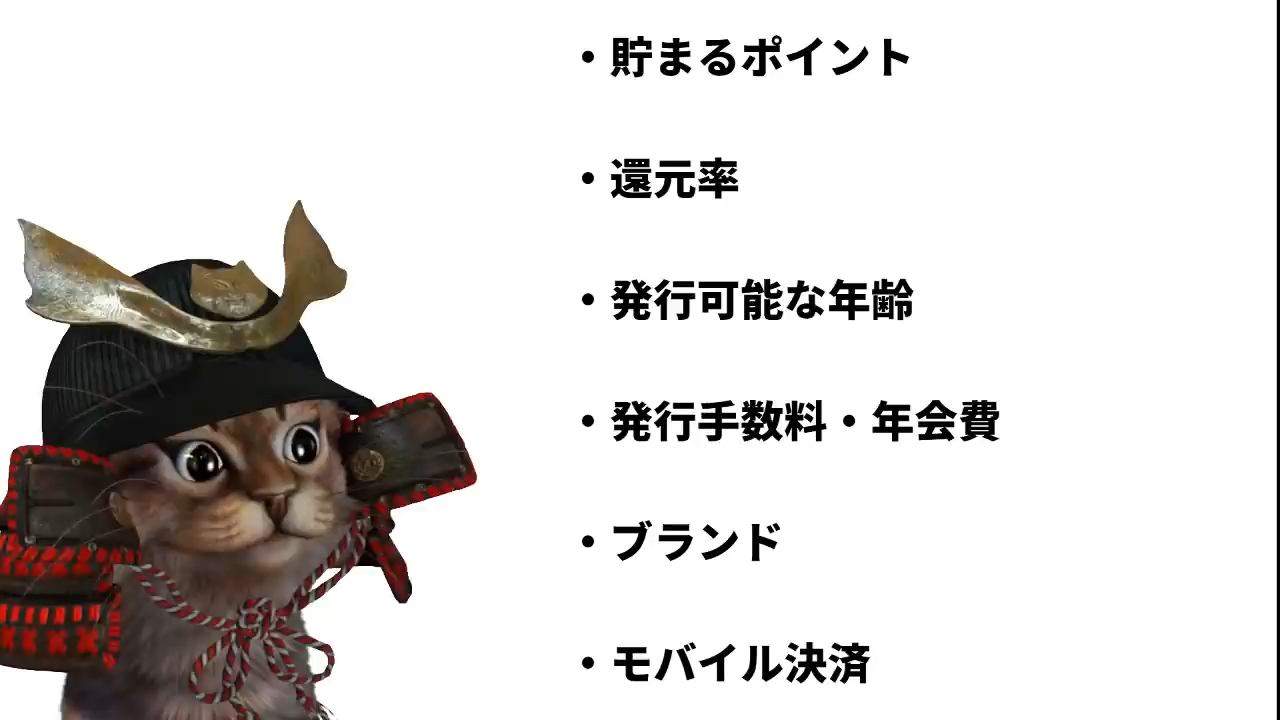 ・貯まるポイント
・還元率
・発行可能な年齢
・発行手数料・年会費
・ブランド
・モバイル決済